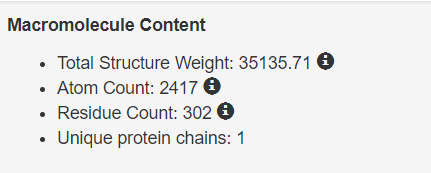 Macromolecule Content
• Total Structure Weight: 35135.71
• Atom Count: 2417
• Residue Count: 302
• Unique protein chains: 1